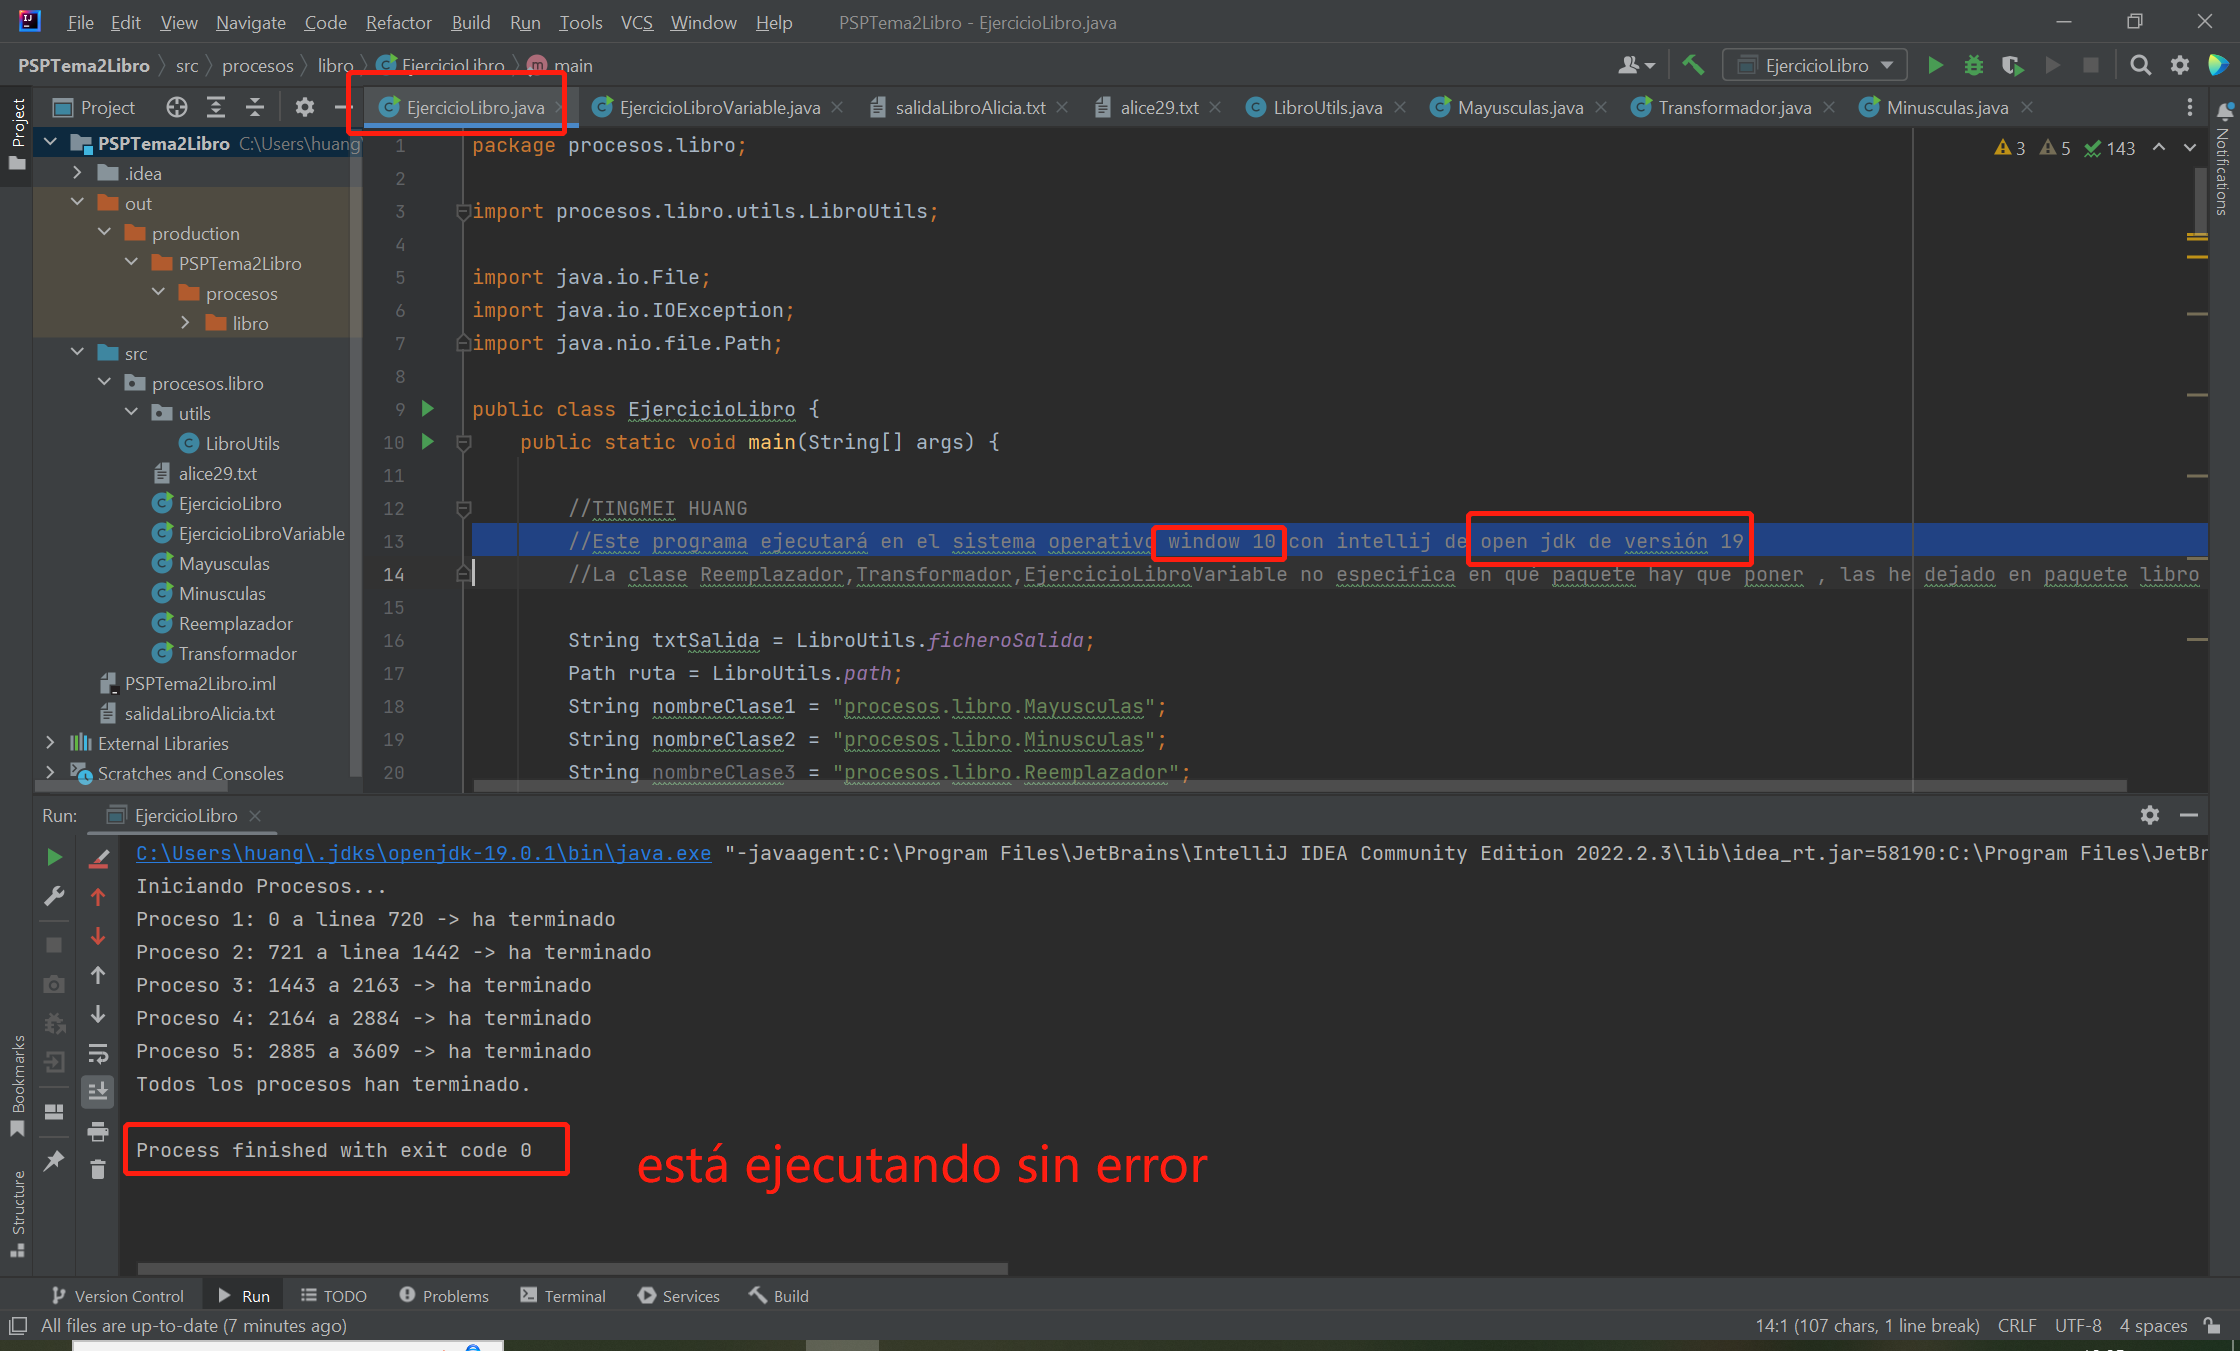 File Edit View Navigate Code Refactor Build Run Tools VCS Window Help PSPTema2Libro - EjercicioLibro.java
PSPTema2Libro src procesos libro EjercicioLibro main
EjercicioLibro
Project
EjercicioLibro.java EjercicioLibroVariable.java salidaLibroAlicia.txt alice29.txt LibroUtils.java Mayusculas.java Transformador.java Minusculas.java
Project
Notifications
PSPTema2Libro C:\Users\huang
.idea
out
production
PSPTema2Libro
procesos
libro
src
procesos.libro
utils
LibroUtils
alice29.txt
EjercicioLibro
EjercicioLibroVariable
Mayusculas
Minusculas
Reemplazador
Transformador
PSPTema2Libro.iml
salidaLibroAlicia.txt
External Libraries
Scratches and Consoles
3 5 143
1 package procesos.libro;
2
3 import procesos.libro.utils.LibroUtils;
4
5 import java.io.File;
6 import java.io.IOException;
7 import java.nio.file.Path;
8
9 public class EjercicioLibro {
10 public static void main(String[] args) {
11
12 //TINGMEI HUANG
13 //Este programa ejecutará en el sistema operativo window 10 con intellij de open jdk de versión 19
14 //La clase Reemplazador,Transformador,EjercicioLibroVariable no especifica en qué paquete hay que poner , las he dejado en paquete libro
15
16 String txtSalida = LibroUtils.ficheroSalida;
17 Path ruta = LibroUtils.path;
18 String nombreClase1 = "procesos.libro.Mayusculas";
19 String nombreClase2 = "procesos.libro.Minusculas";
20 String nombreClase3 = "procesos.libro.Reemplazador";
Run: EjercicioLibro
C:\Users\huang\.jdks\openjdk-19.0.1\bin\java.exe "-javaagent:C:\Program Files\JetBrains\IntelliJ IDEA Community Edition 2022.2.3\lib\idea_rt.jar=58190:C:\Program Files\JetBr
Iniciando Procesos...
Proceso 1: 0 a linea 720 -> ha terminado
Proceso 2: 721 a linea 1442 -> ha terminado
Proceso 3: 1443 a 2163 -> ha terminado
Proceso 4: 2164 a 2884 -> ha terminado
Proceso 5: 2885 a 3609 -> ha terminado
Todos los procesos han terminado.
Process finished with exit code 0
está ejecutando sin error
Bookmarks
Structure
Version Control Run TODO Problems Terminal Services Build
All files are up-to-date (7 minutes ago)
14:1 (107 chars, 1 line break) CRLF UTF-8 4 spaces